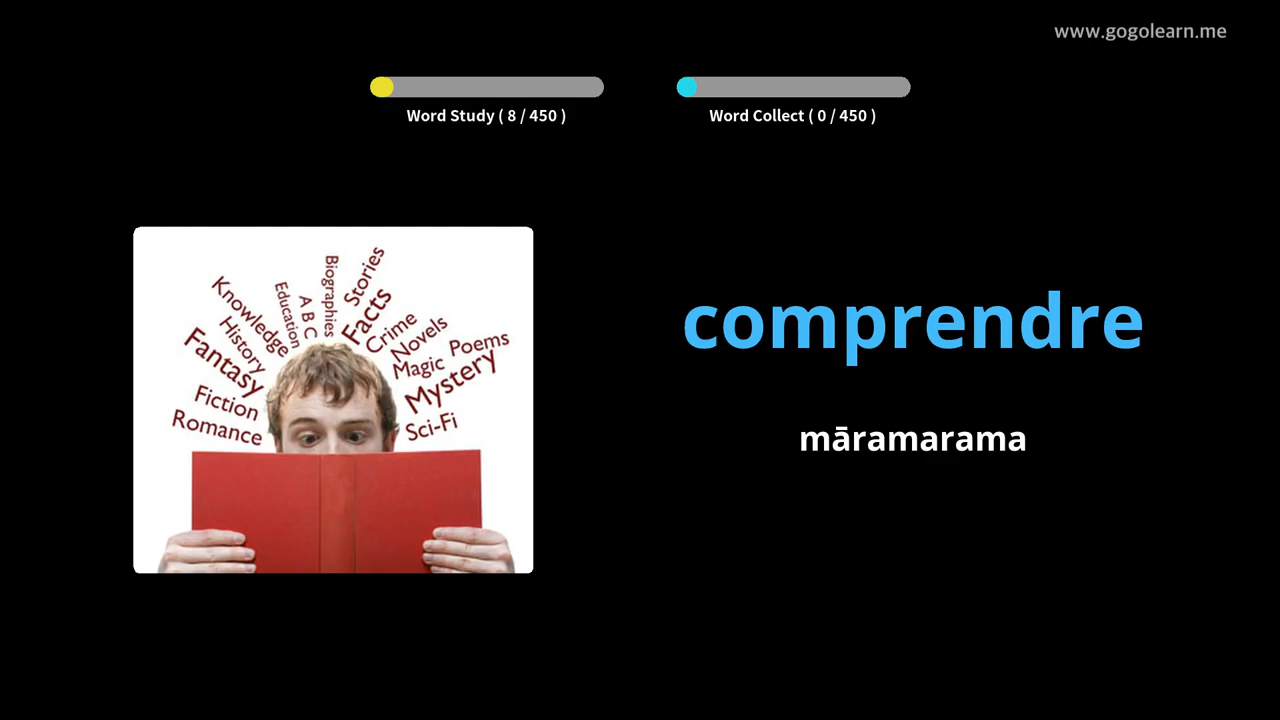 www.gogolearn.me
Word Study ( 8 / 450 )
Word Collect ( 0 / 450 )
Biographies
Stories
Education
A B C
Facts
Knowledge
Crime
History
Novels
Poems
Fantasy
Magic
Mystery
Fiction
Romance
Sci-Fi
comprendre
māramarama